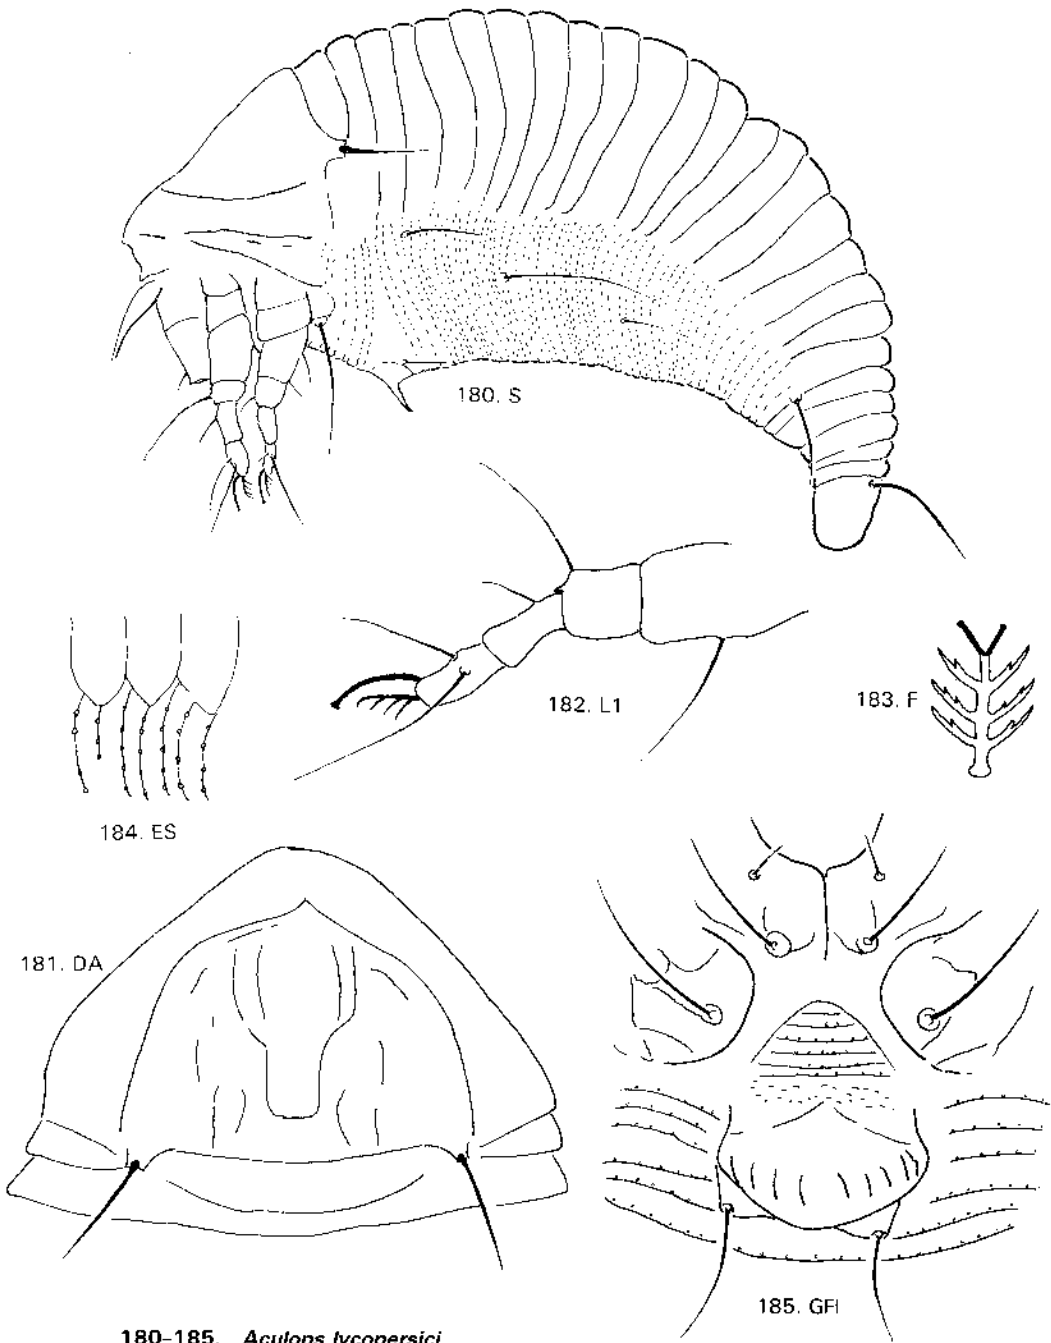 180. S
182. L1
183. F
184. ES
181. DA
185. GFI
180–185. Aculops lycopersici